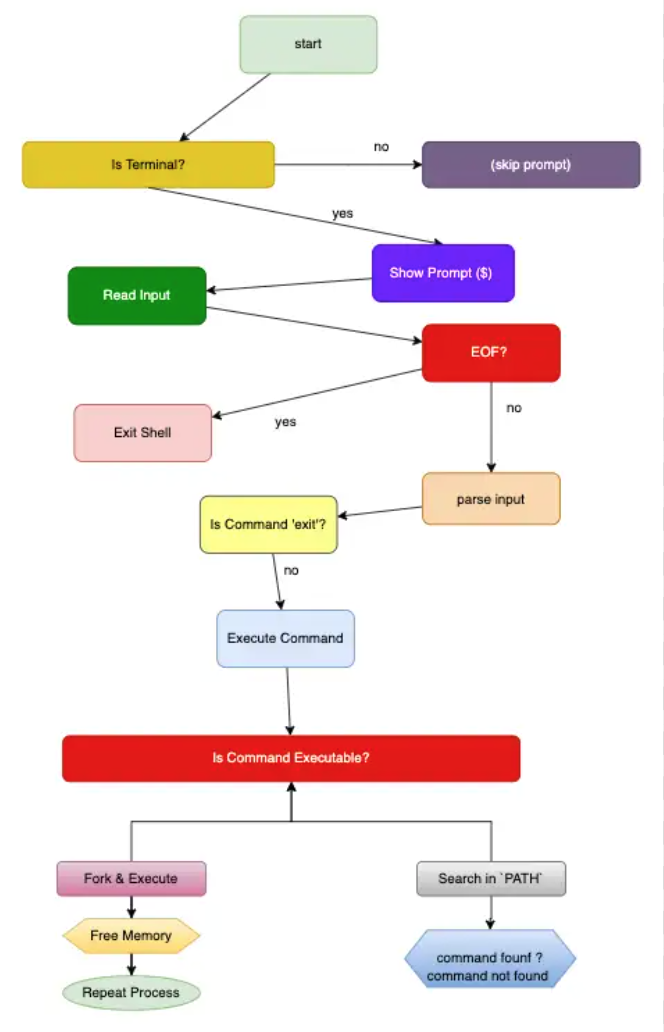 start
Is Terminal?
no
(skip prompt)
yes
Show Prompt ($)
Read Input
EOF?
no
Exit Shell
yes
parse input
Is Command 'exit'?
no
Execute Command
Is Command Executable?
Fork & Execute
Search in `PATH`
Free Memory
command founf ?
command not found
Repeat Process